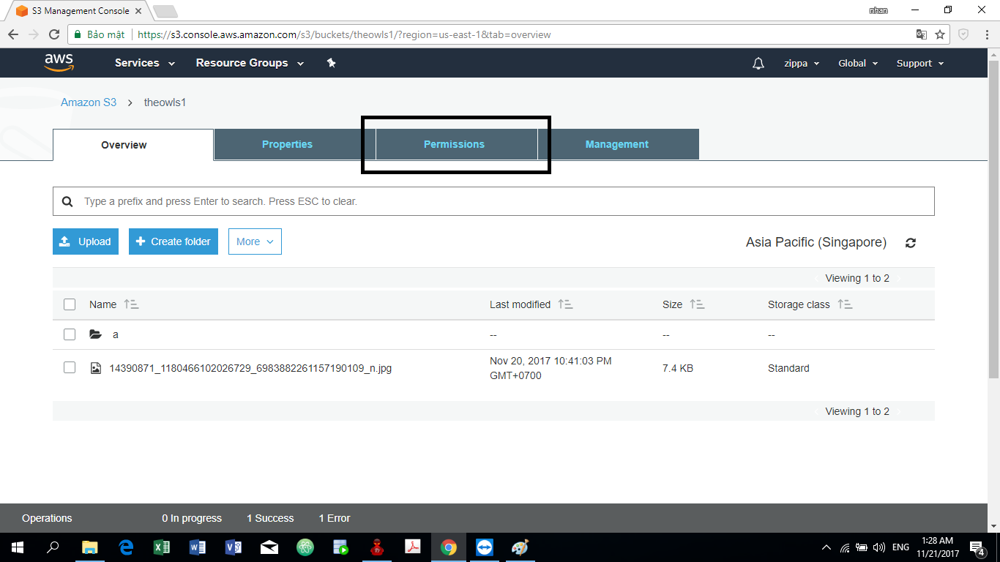 S3 Management Console
nhan
Bảo mật
https://s3.console.aws.amazon.com/s3/buckets/theowls1/?region=us-east-1&tab=overview
aws Services Resource Groups zippa Global Support
Amazon S3 > theowls1
Overview Properties Permissions Management
Type a prefix and press Enter to search. Press ESC to clear.
Upload Create folder More Asia Pacific (Singapore)
Viewing 1 to 2
Name Last modified Size Storage class
a -- -- --
14390871_1180466102026729_6983882261157190109_n.jpg Nov 20, 2017 10:41:03 PM 7.4 KB Standard
GMT+0700
Viewing 1 to 2
Operations 0 In progress 1 Success 1 Error
ENG 1:28 AM
11/21/2017 4